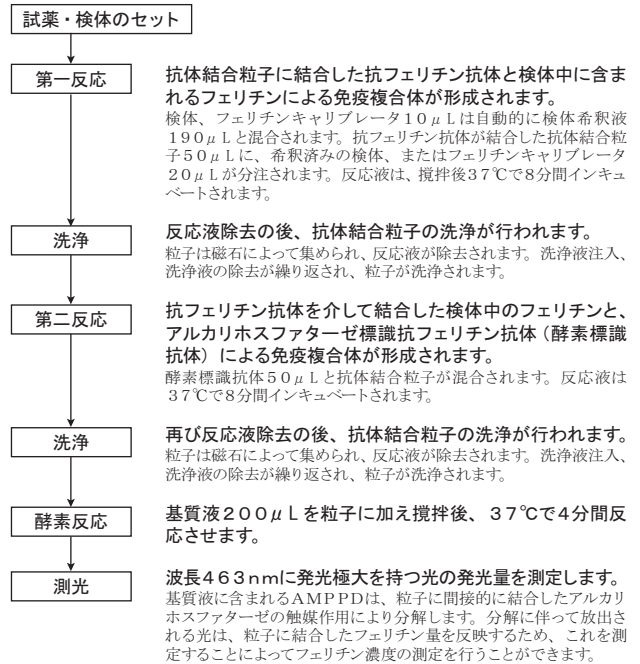 試薬・検体のセット
第一反応
抗体結合粒子に結合した抗フェリチン抗体と検体中に含ま
れるフェリチンによる免疫複合体が形成されます。
検体、フェリチンキャリブレータ10μLは自動的に検体希釈液
190μLと混合されます。抗フェリチン抗体が結合した抗体結合粒
子50μLに、希釈済みの検体、またはフェリチンキャリブレータ
20μLが分注されます。反応液は、撹拌後37℃で8分間インキュ
ベートされます。
洗浄
反応液除去の後、抗体結合粒子の洗浄が行われます。
粒子は磁石によって集められ、反応液が除去されます。洗浄液注入、
洗浄液の除去が繰り返され、粒子が洗浄されます。
第二反応
抗フェリチン抗体を介して結合した検体中のフェリチンと、
アルカリホスファターゼ標識抗フェリチン抗体（酵素標識
抗体）による免疫複合体が形成されます。
酵素標識抗体50μLと抗体結合粒子が混合されます。反応液は
37℃で8分間インキュベートされます。
洗浄
再び反応液除去の後、抗体結合粒子の洗浄が行われます。
粒子は磁石によって集められ、反応液が除去されます。洗浄液注入、
洗浄液の除去が繰り返され、粒子が洗浄されます。
酵素反応
基質液200μLを粒子に加え撹拌後、37℃で4分間反
応させます。
測光
波長463nmに発光極大を持つ光の発光量を測定します。
基質液に含まれるAMPPDは、粒子に間接的に結合したアルカリ
ホスファターゼの触媒作用により分解します。分解に伴って放出さ
れる光は、粒子に結合したフェリチン量を反映するため、これを測
定することによってフェリチン濃度の測定を行うことができます。